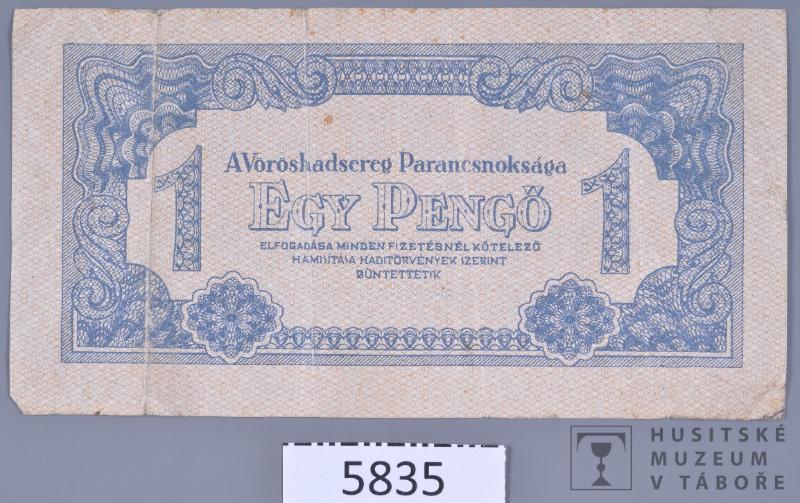 A Vöröshadsereg Parancsnoksága
1 EGY PENGŐ 1
ELFOGADÁSA MINDEN FIZETÉSNÉL KÖTELEZŐ
HAMISÍTÁSA HADITÖRVÉNYEK SZERINT
BÜNTETTETIK
5835
HUSITSKÉ
MUZEUM
V TÁBOŘE